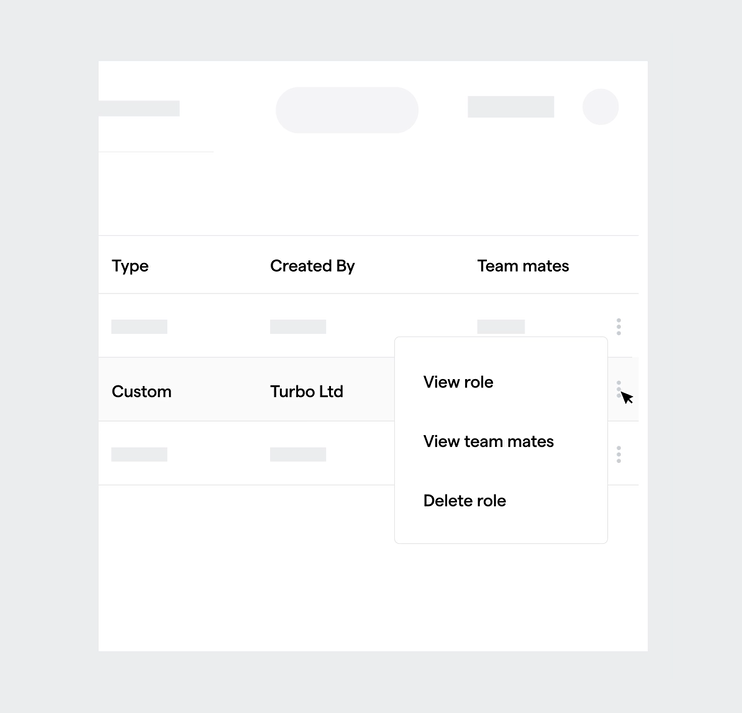 Type Created By Team mates
View role
Custom Turbo Ltd
View team mates
Delete role